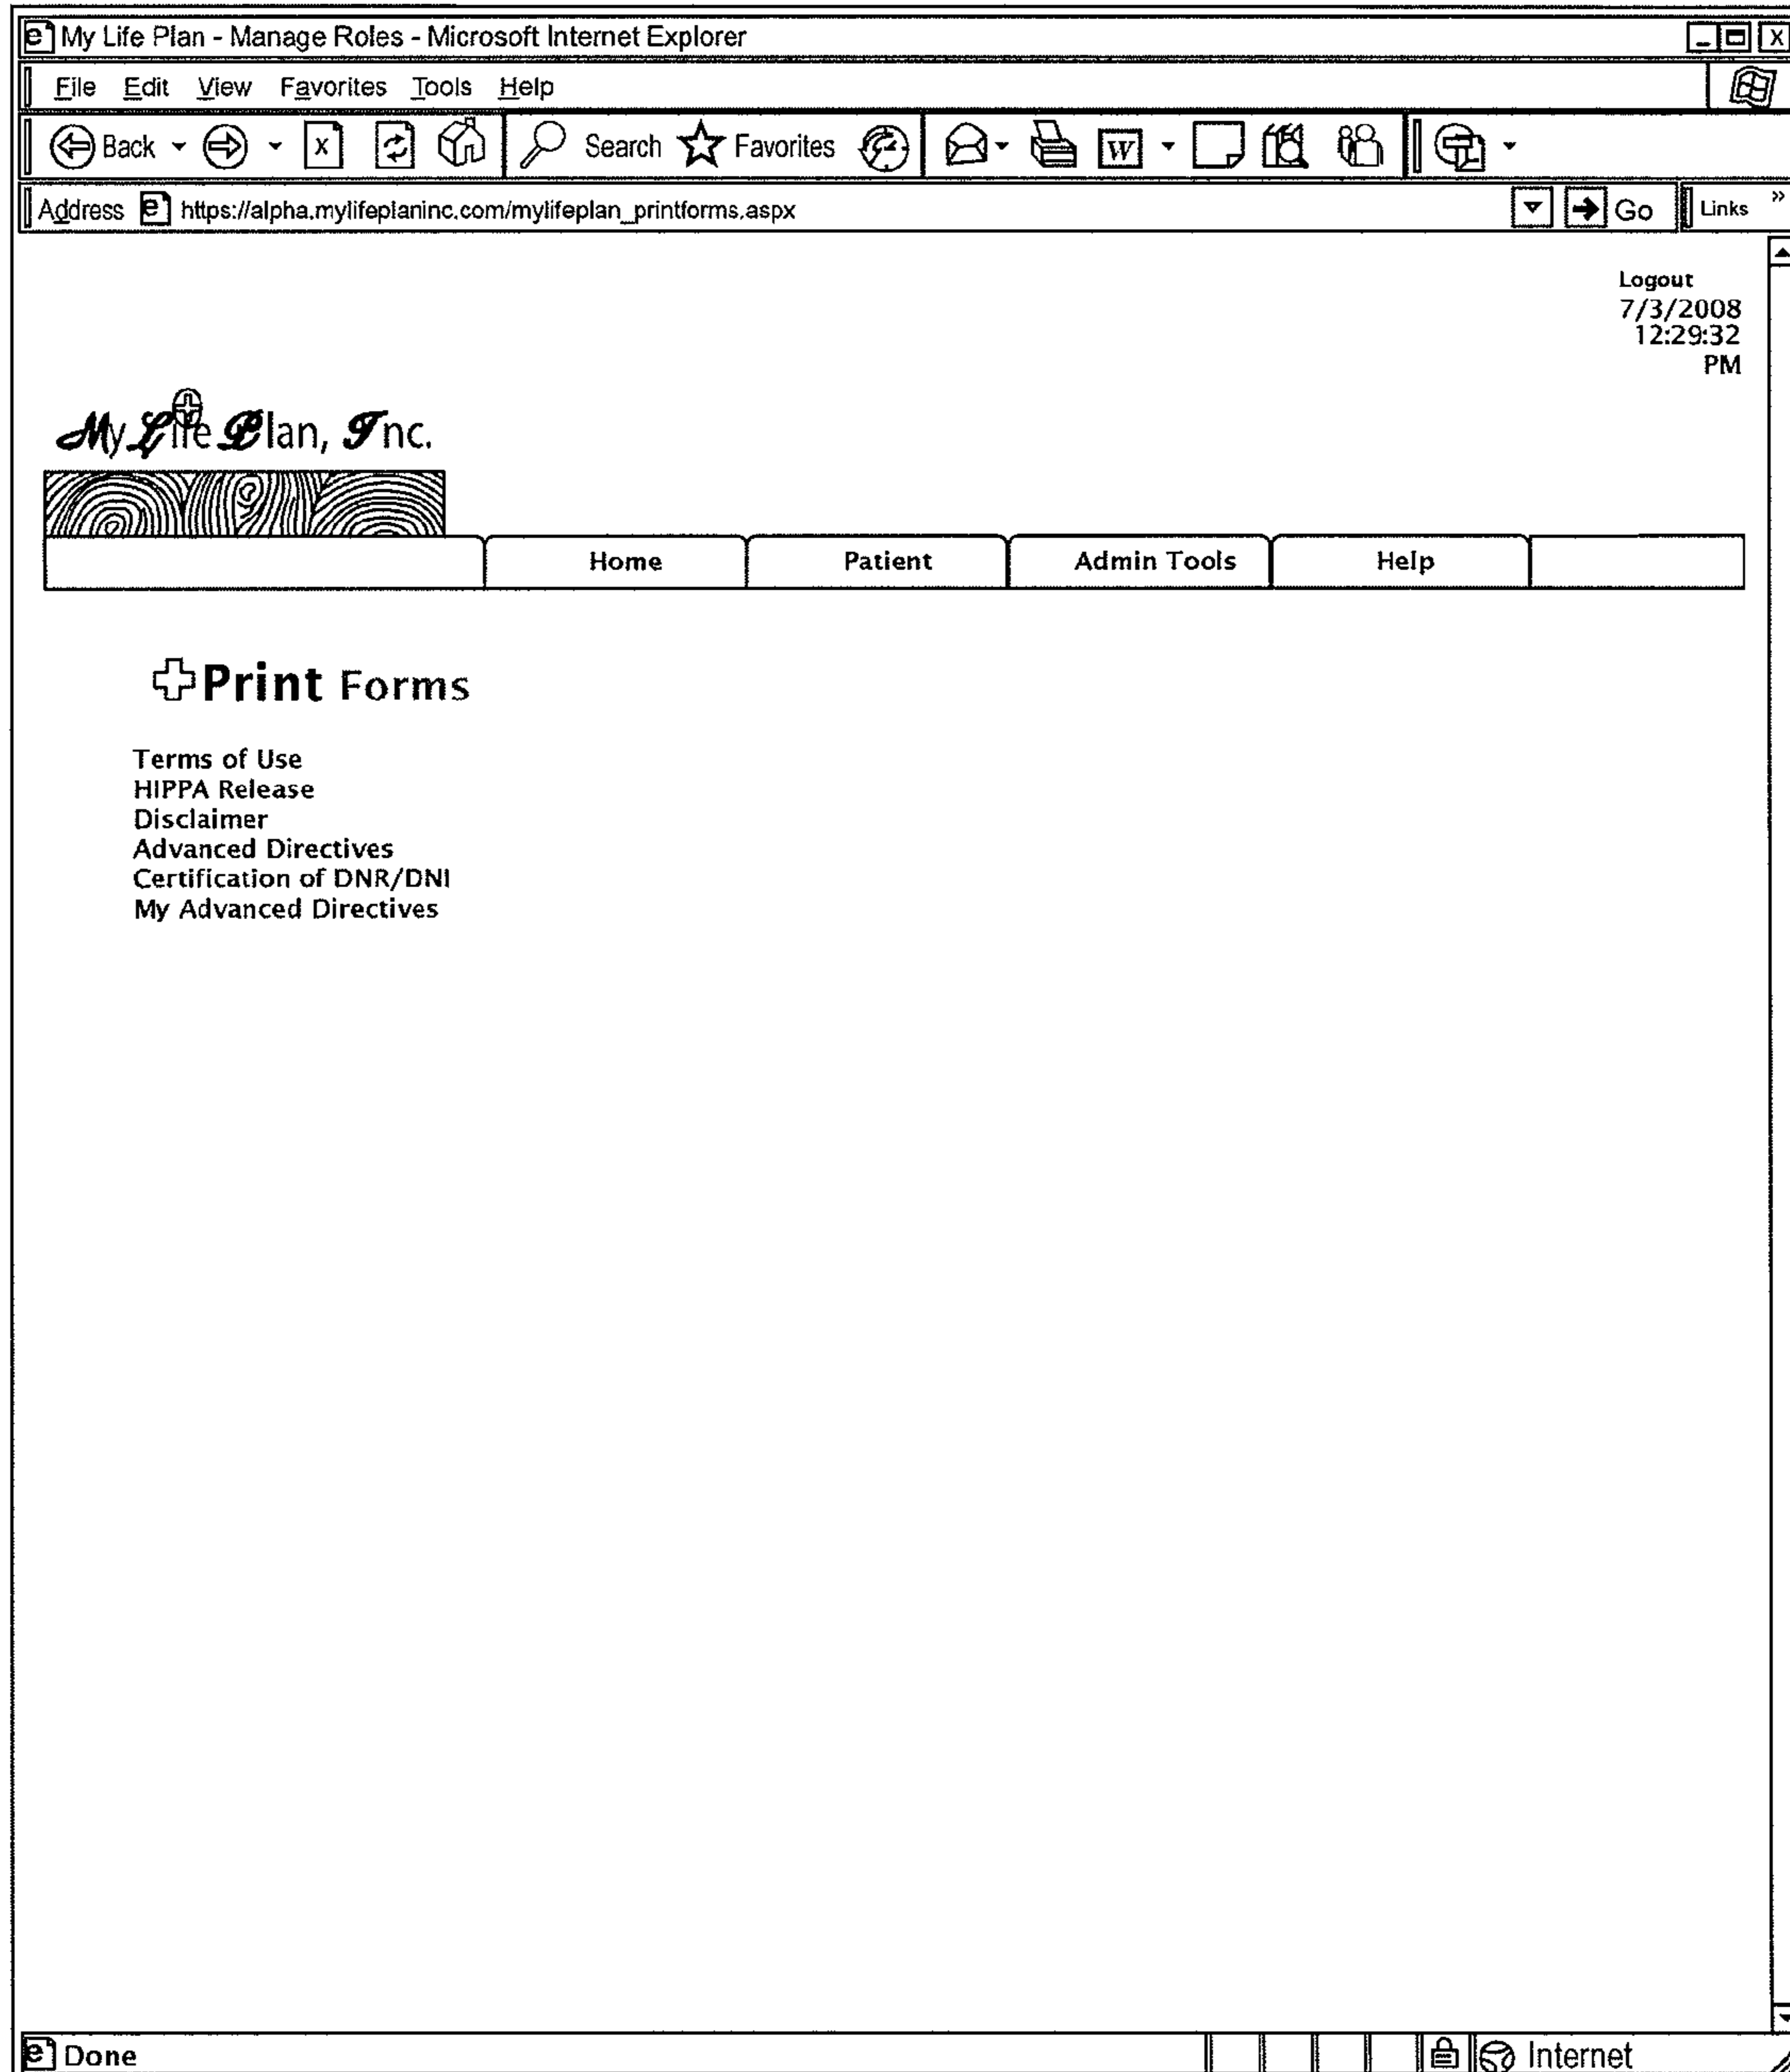 My Life Plan - Manage Roles - Microsoft Internet Explorer
File Edit View Favorites Tools Help
Back Search Favorites W
Address https://alpha.mylifeplaninc.com/mylifeplan_printforms.aspx Go Links »
Logout
7/3/2008
12:29:32
PM
My Life Plan, Inc.
Home Patient Admin Tools Help
Print Forms
Terms of Use
HIPPA Release
Disclaimer
Advanced Directives
Certification of DNR/DNI
My Advanced Directives
Done Internet